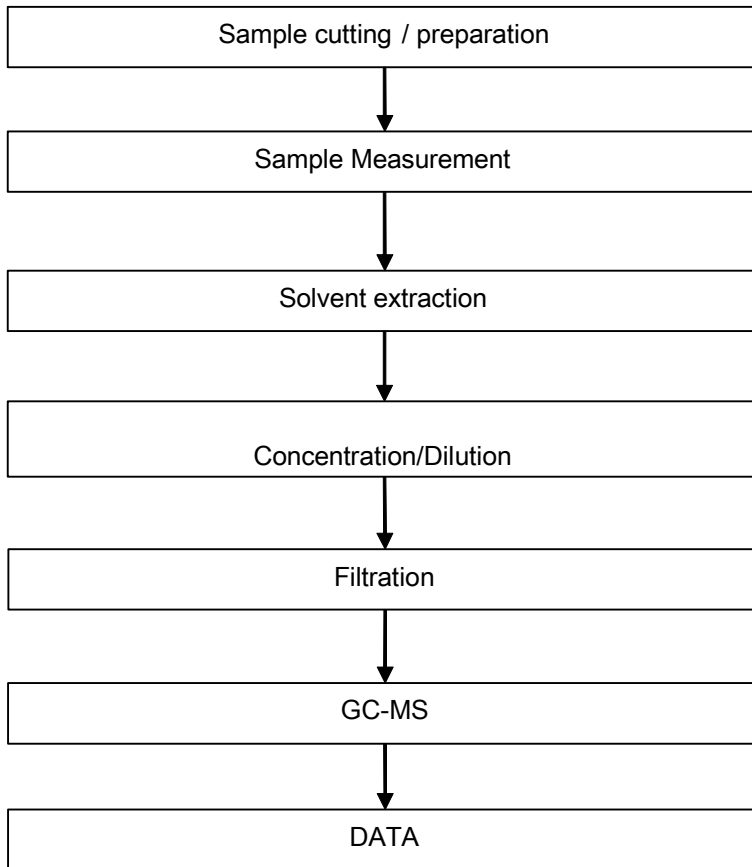 Sample cutting / preparation
Sample Measurement
Solvent extraction
Concentration/Dilution
Filtration
GC-MS
DATA